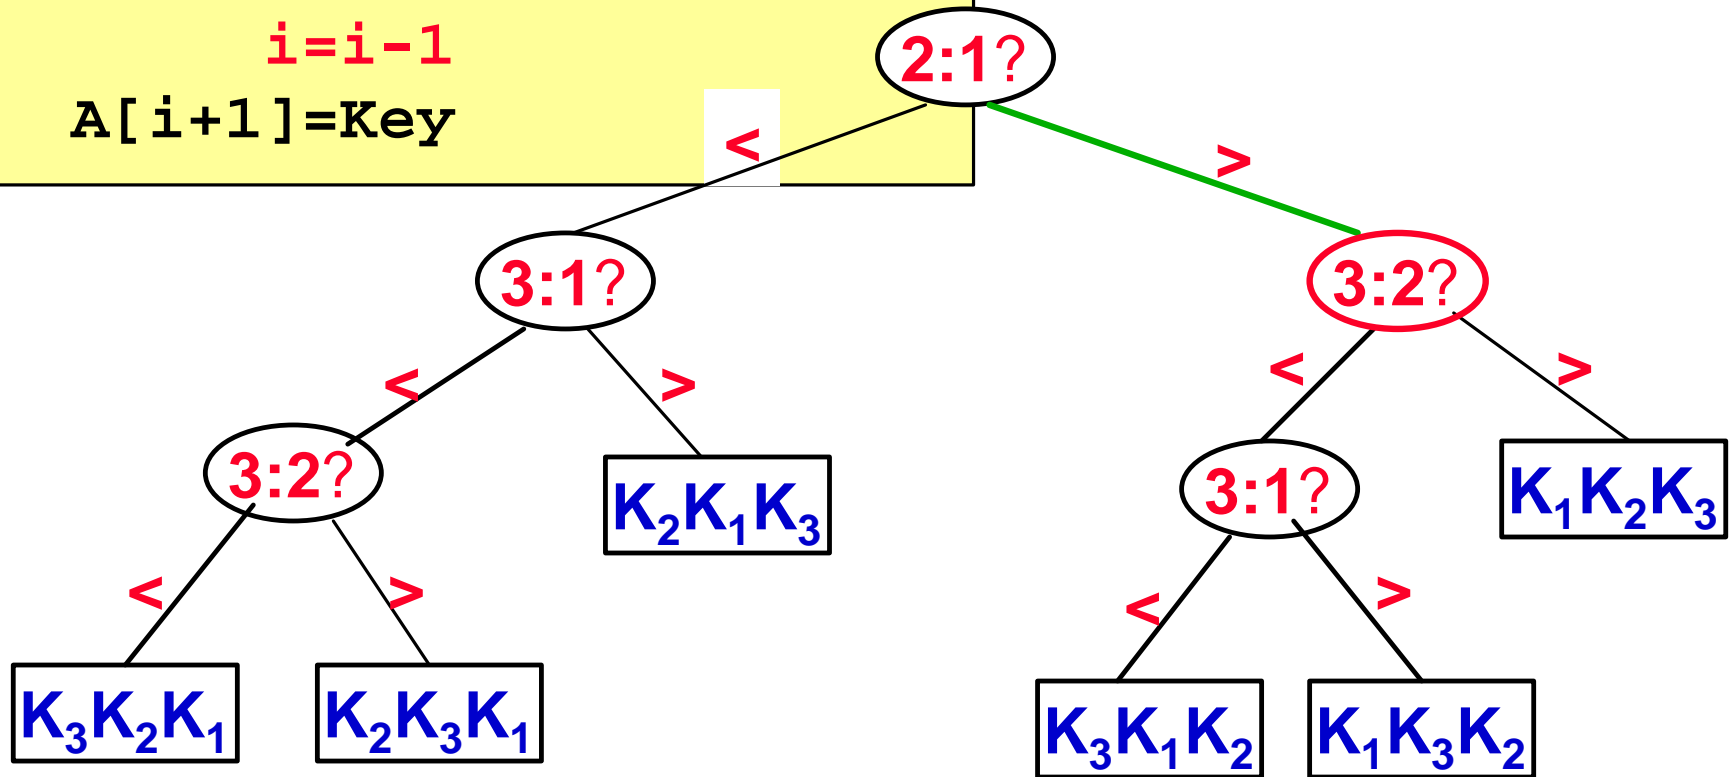 i=i-1
A[i+1]=Key
2:1?
<
>
3:1?
3:2?
<
>
<
>
3:2?
K₂K₁K₃
3:1?
K₁K₂K₃
<
>
<
>
K₃K₂K₁
K₂K₃K₁
K₃K₁K₂
K₁K₃K₂